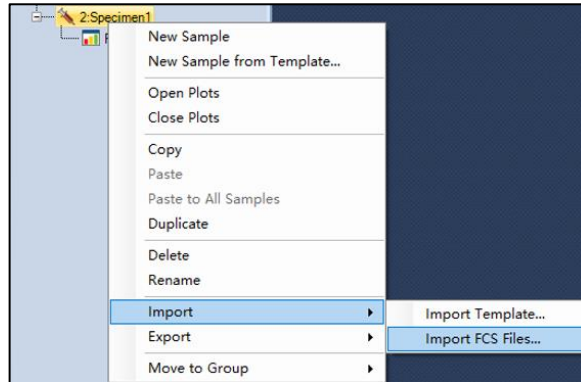 2:Specimen1
New Sample
New Sample from Template...
Open Plots
Close Plots
Copy
Paste
Paste to All Samples
Duplicate
Delete
Rename
Import
Import Template...
Export
Import FCS Files...
Move to Group